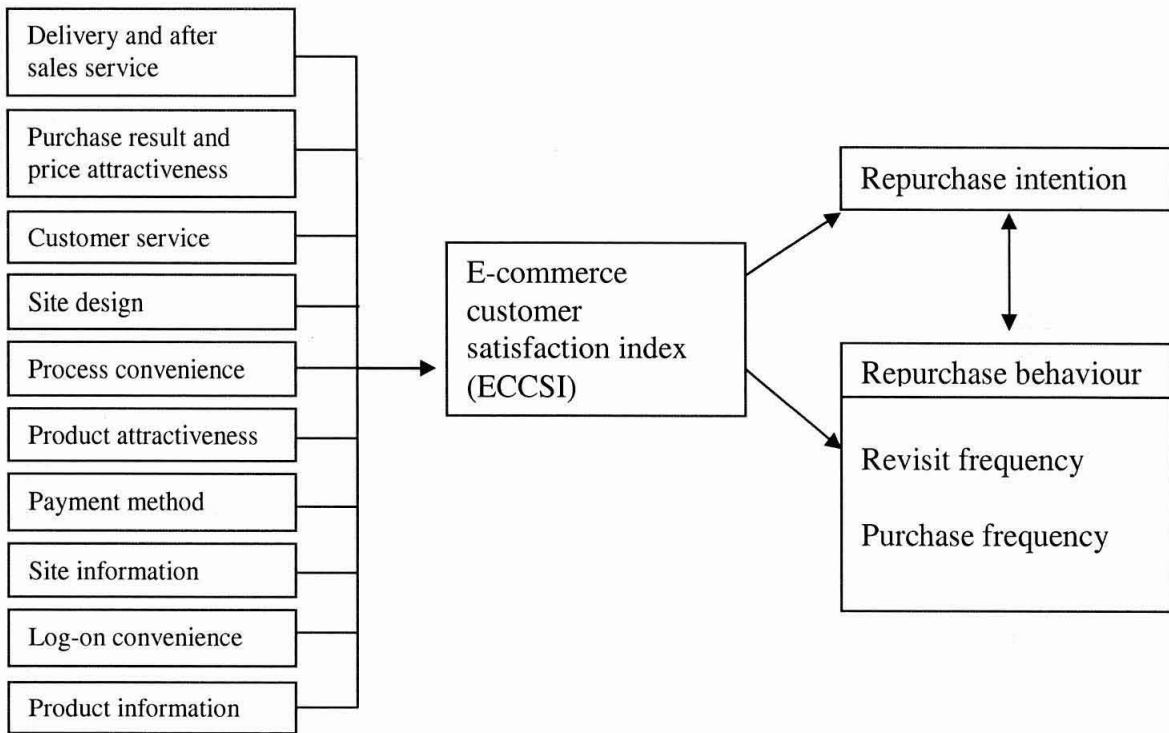 Delivery and after
sales service
Purchase result and
price attractiveness
Customer service
Site design
Process convenience
Product attractiveness
Payment method
Site information
Log-on convenience
Product information
E-commerce
customer
satisfaction index
(ECCSI)
Repurchase intention
Repurchase behaviour
Revisit frequency
Purchase frequency